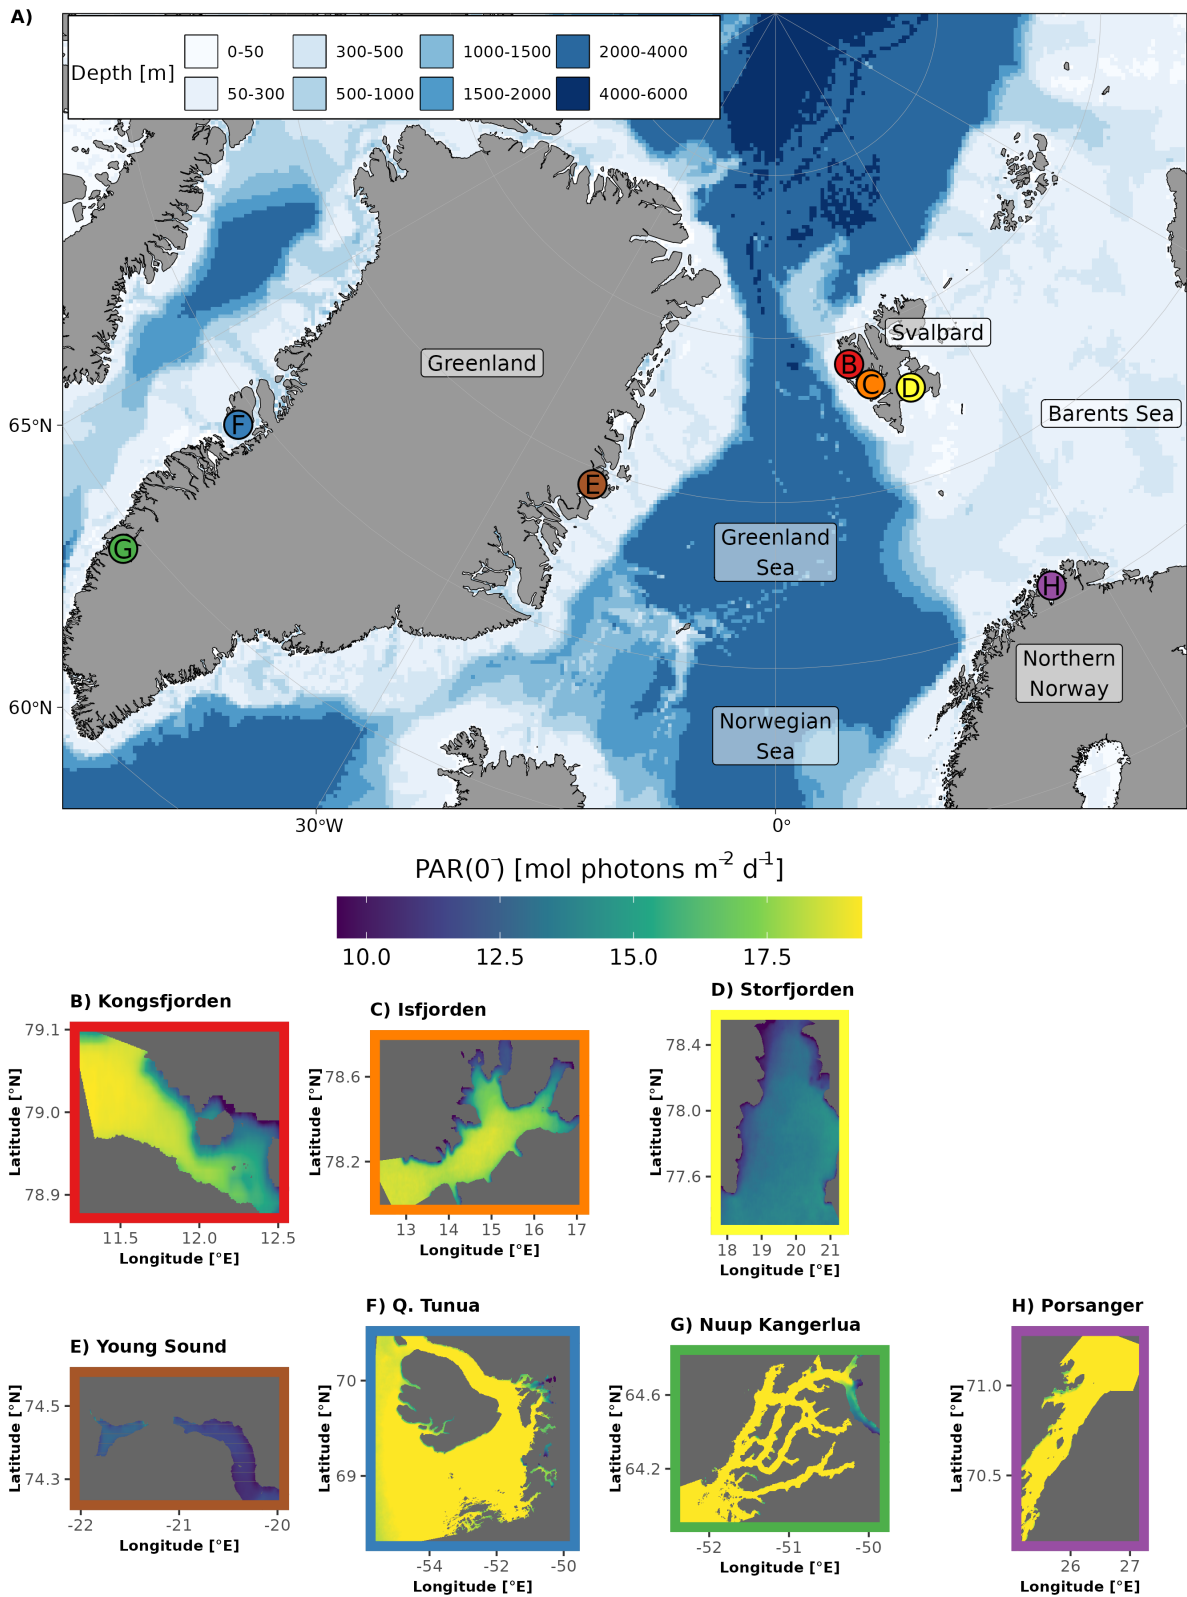 A)
Depth [m]
0-50
300-500
1000-1500
2000-4000
50-300
500-1000
1500-2000
4000-6000
Svalbard
Greenland
B
C
D
Barents Sea
65°N
F
E
G
Greenland
Sea
H
Northern
Norway
60°N
Norwegian
Sea
30°W
0°
PAR(0⁻) [mol photons m⁻² d⁻¹]
10.0
12.5
15.0
17.5
B) Kongsfjorden
79.1
79.0
78.9
Latitude [°N]
11.5
12.0
12.5
Longitude [°E]
C) Isfjorden
78.6
78.2
Latitude [°N]
13
14
15
16
17
Longitude [°E]
D) Storfjorden
78.4
78.0
77.6
Latitude [°N]
18
19
20
21
Longitude [°E]
E) Young Sound
74.5
74.3
Latitude [°N]
-22
-21
-20
Longitude [°E]
F) Q. Tunua
70
69
Latitude [°N]
-54
-52
-50
Longitude [°E]
G) Nuup Kangerlua
64.6
64.2
Latitude [°N]
-52
-51
-50
Longitude [°E]
H) Porsanger
71.0
70.5
Latitude [°N]
26
27
Longitude [°E]